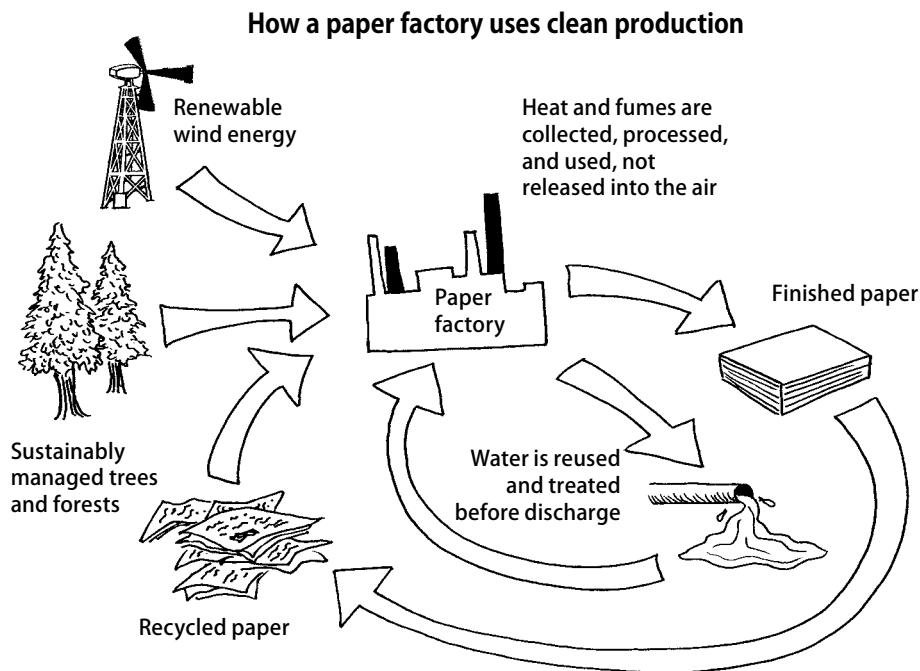 How a paper factory uses clean production
Renewable
wind energy
Heat and fumes are
collected, processed,
and used, not
released into the air
Paper
factory
Finished paper
Sustainably
managed trees
and forests
Water is reused
and treated
before discharge
Recycled paper